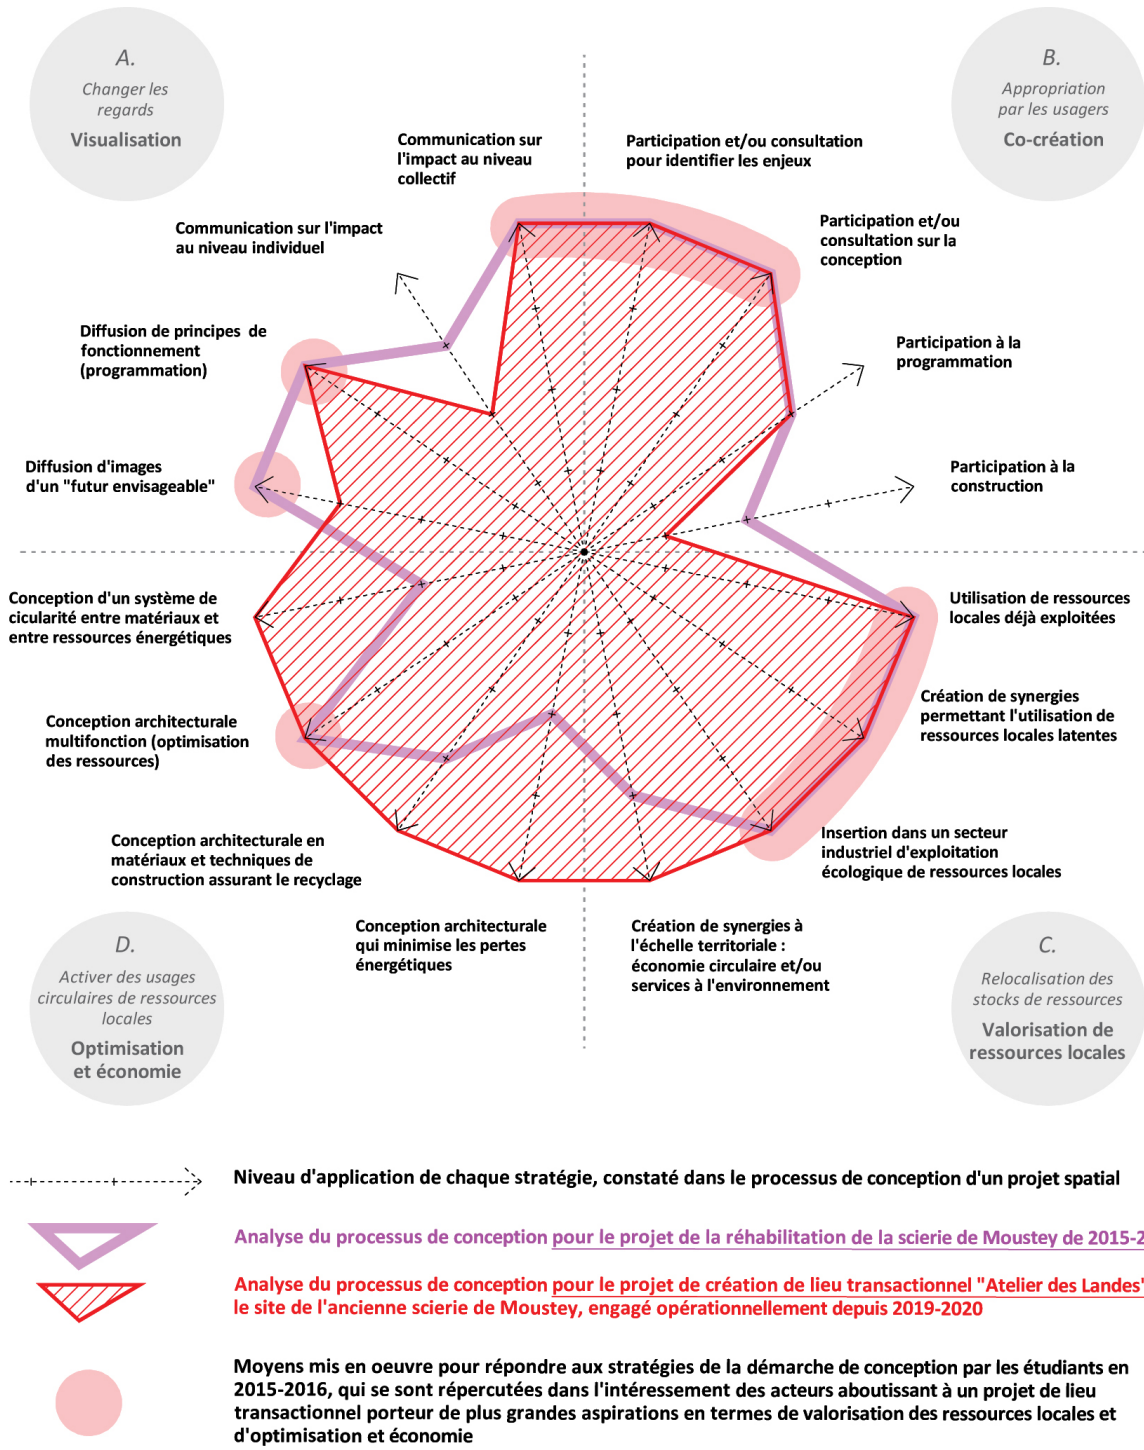 A.
Changer les
regards
Visualisation
B.
Appropriation
par les usagers
Co-création
Communication sur
l'impact au niveau
collectif
Participation et/ou consultation
pour identifier les enjeux
Communication sur l'impact
au niveau individuel
Participation et/ou
consultation sur la
conception
Diffusion de principes de
fonctionnement
(programmation)
Participation à la
programmation
Diffusion d'images
d'un "futur envisageable"
Participation à la
construction
Conception d'un système de
cicularité entre matériaux et
entre ressources énergétiques
Utilisation de ressources
locales déjà exploitées
Conception architecturale
multifonction (optimisation
des ressources)
Création de synergies
permettant l'utilisation de
ressources locales latentes
Conception architecturale en
matériaux et techniques de
construction assurant le recyclage
Insertion dans un secteur
industriel d'exploitation
écologique de ressources locales
Conception architecturale
qui minimise les pertes
énergétiques
Création de synergies à
l'échelle territoriale :
économie circulaire et/ou
services à l'environnement
D.
Activer des usages
circulaires de ressources
locales
Optimisation
et économie
C.
Relocalisation des
stocks de ressources
Valorisation de
ressources locales
Niveau d'application de chaque stratégie, constaté dans le processus de conception d'un projet spatial
Analyse du processus de conception pour le projet de la réhabilitation de la scierie de Moustey de 2015-2
Analyse du processus de conception pour le projet de création de lieu transactionnel "Atelier des Landes"
le site de l'ancienne scierie de Moustey, engagé opérationnellement depuis 2019-2020
Moyens mis en oeuvre pour répondre aux stratégies de la démarche de conception par les étudiants en
2015-2016, qui se sont répercutées dans l'intéressement des acteurs aboutissant à un projet de lieu
transactionnel porteur de plus grandes aspirations en termes de valorisation des ressources locales et
d'optimisation et économie